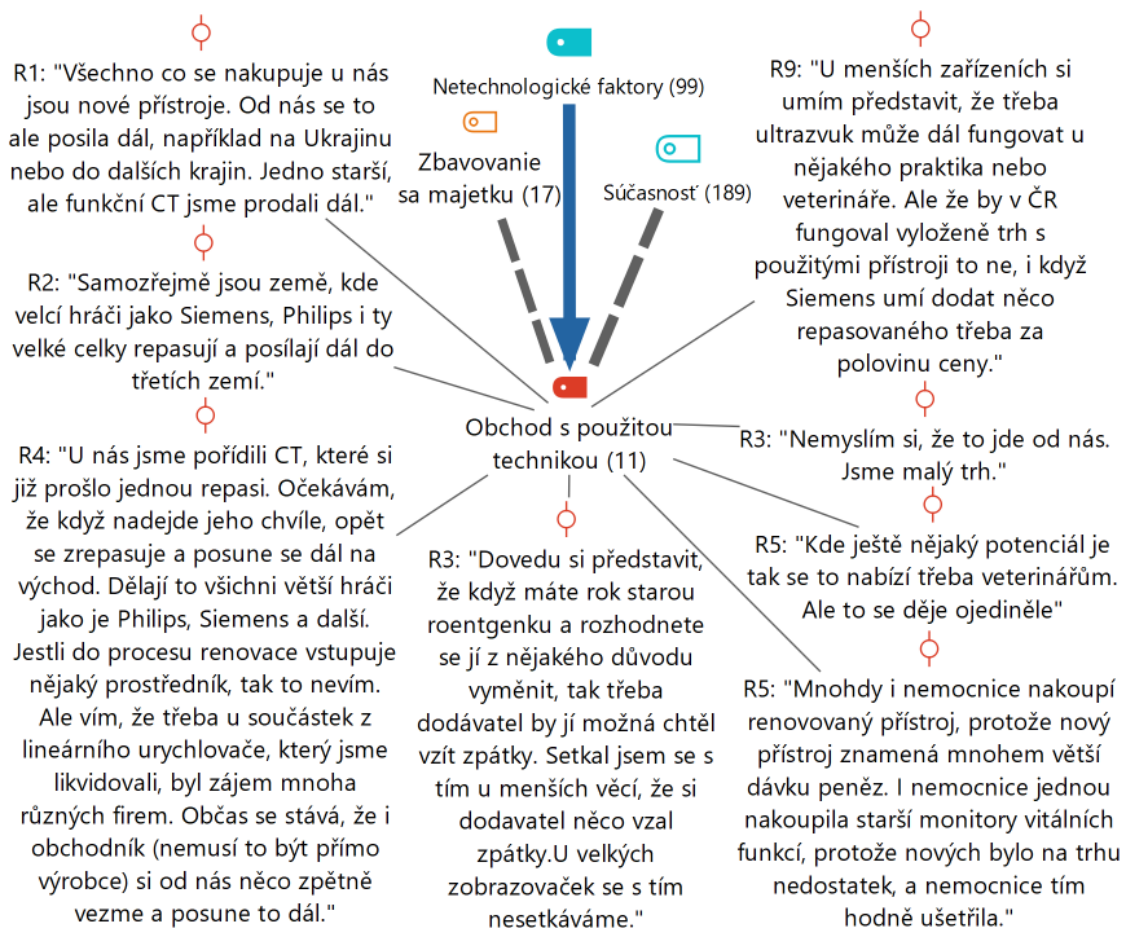 R1: "Všechno co se nakupuje u nás
jsou nové přístroje. Od nás se to
ale posila dál, například na Ukrajinu
nebo do dalších krajin. Jedno starší,
ale funkční CT jsme prodali dál."
R2: "Samozřejmě jsou země, kde
velcí hráči jako Siemens, Philips i ty
velké celky repasují a posílají dál do
třetích zemí."
R4: "U nás jsme pořídili CT, které si
již prošlo jednou repasi. Očekávám,
že když nadejde jeho chvíle, opět
se zrepasuje a posune se dál na
východ. Dělají to všichni větší hráči
jako je Philips, Siemens a další.
Jestli do procesu renovace vstupuje
nějaký prostředník, tak to nevím.
Ale vím, že třeba u součástek z
lineárního urychlovače, který jsme
likvidovali, byl zájem mnoha
různých firem. Občas se stává, že i
obchodník (nemusí to být přímo
výrobce) si od nás něco zpětně
vezme a posune to dál."
Netechnologické faktory (99)
Zbavovanie
sa majetku (17)
Súčasnosť (189)
Obchod s použitou
technikou (11)
R3: "Dovedu si představit,
že když máte rok starou
roentgenku a rozhodnete
se jí z nějakého důvodu
vyměnit, tak třeba
dodávatel by jí možná chtěl
vzít zpátky. Setkal jsem se s
tím u menších věcí, že si
dodavatel něco vzal
zpátky.U velkých
zobrazovaček se s tím
nesetkáváme."
R9: "U menších zařízeních si
umím představit, že třeba
ultrazvuk může dál fungovat u
nějakého praktika nebo
veterináře. Ale že by v ČR
fungoval vyloženě trh s
použitými přístroji to ne, i když
Siemens umí dodat něco
repasovaného třeba za
polovinu ceny."
R3: "Nemyslím si, že to jde od nás.
Jsme malý trh."
R5: "Kde ještě nějaký potenciál je
tak se to nabízí třeba veterinářům.
Ale to se děje ojediněle"
R5: "Mnohdy i nemocnice nakoupí
renovovaný přístroj, protože nový
přístroj znamená mnohem větší
dávku peněz. I nemocnice jednou
nakoupila starší monitory vitálních
funkcí, protože nových bylo na trhu
nedostatek, a nemocnice tím
hodně ušetřila."